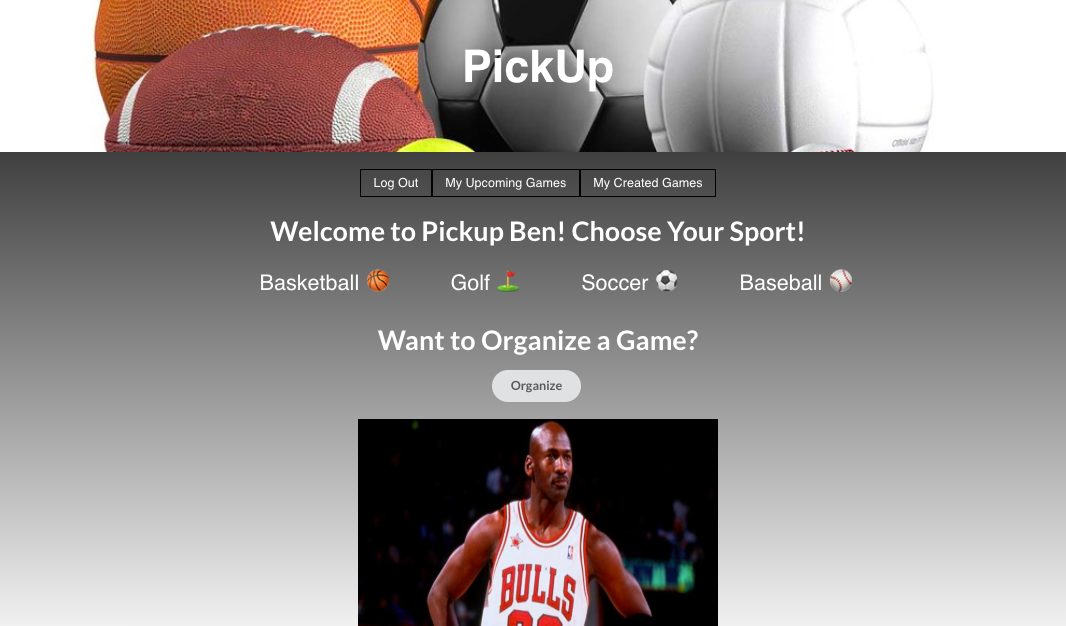 PickUp
Log Out My Upcoming Games My Created Games
Welcome to Pickup Ben! Choose Your Sport!
Basketball 🏀 Golf ⛳ Soccer ⚽ Baseball ⚾
Want to Organize a Game?
Organize
BULLS